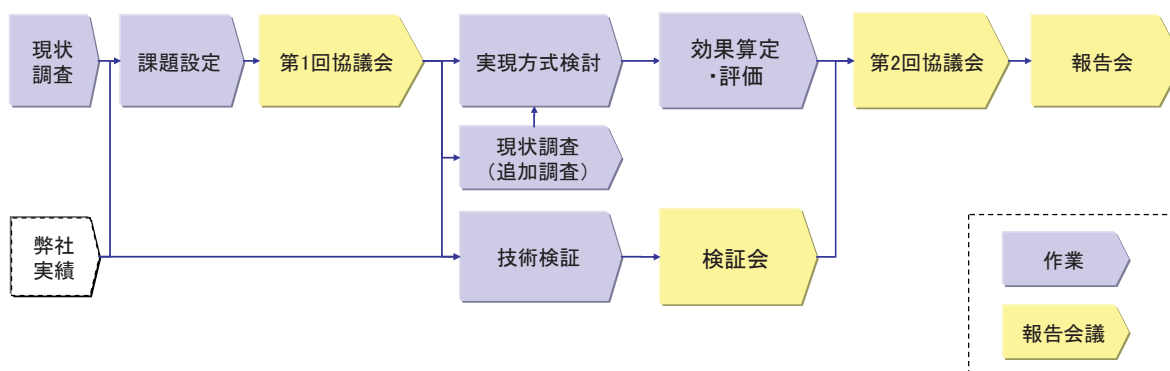 現状
調査
課題設定
第1回協議会
実現方式検討
効果算定
・評価
第2回協議会
報告会
現状調査
（追加調査）
弊社
実績
技術検証
検証会
作業
報告会議